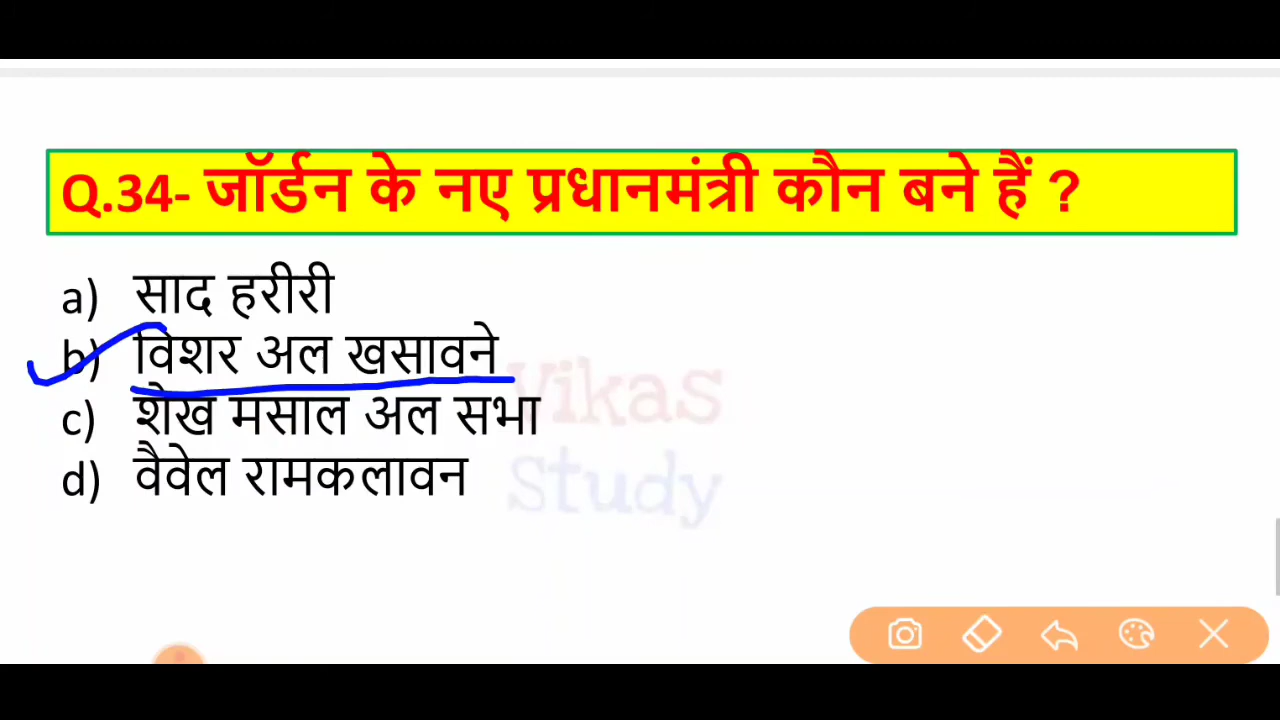 Q.34- जॉर्डन के नए प्रधानमंत्री कौन बने हैं ?
a) साद हरीरी
b) विशर अल खसावने
c) शेख मसाल अल सभा
d) वैवेल रामकलावन
Vikas
Study